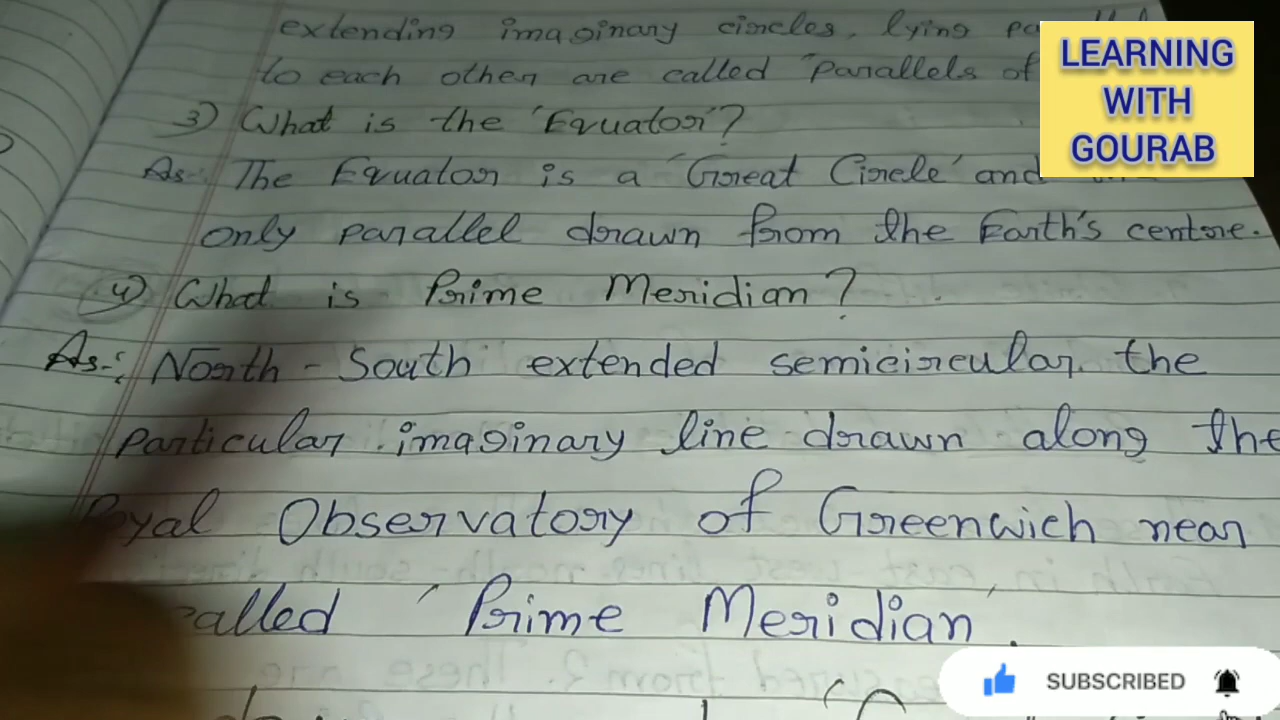 extending imaginary circles, lying
to each other are called "Parallels of
3) What is the 'Equator'?
As:- The Equator is a 'Great Circle' and
only parallel drawn from the Earth's centre.
4) What is Prime Meridian?
As:- North-South extended semicircular, the
particular imaginary line drawn along the
Royal Observatory of Greenwich near
called 'Prime Meridian'.
LEARNING
WITH
GOURAB
SUBSCRIBED